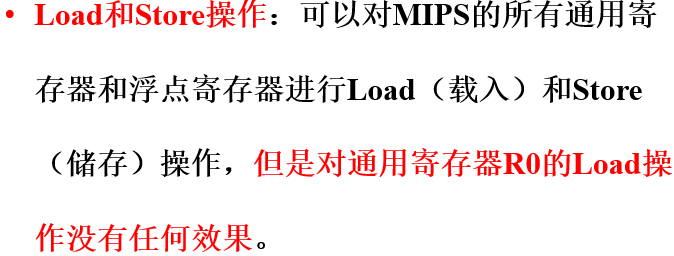 • Load和Store操作：可以对MIPS的所有通用寄
存器和浮点寄存器进行Load（载入）和Store
（储存）操作，但是对通用寄存器R0的Load操
作没有任何效果。